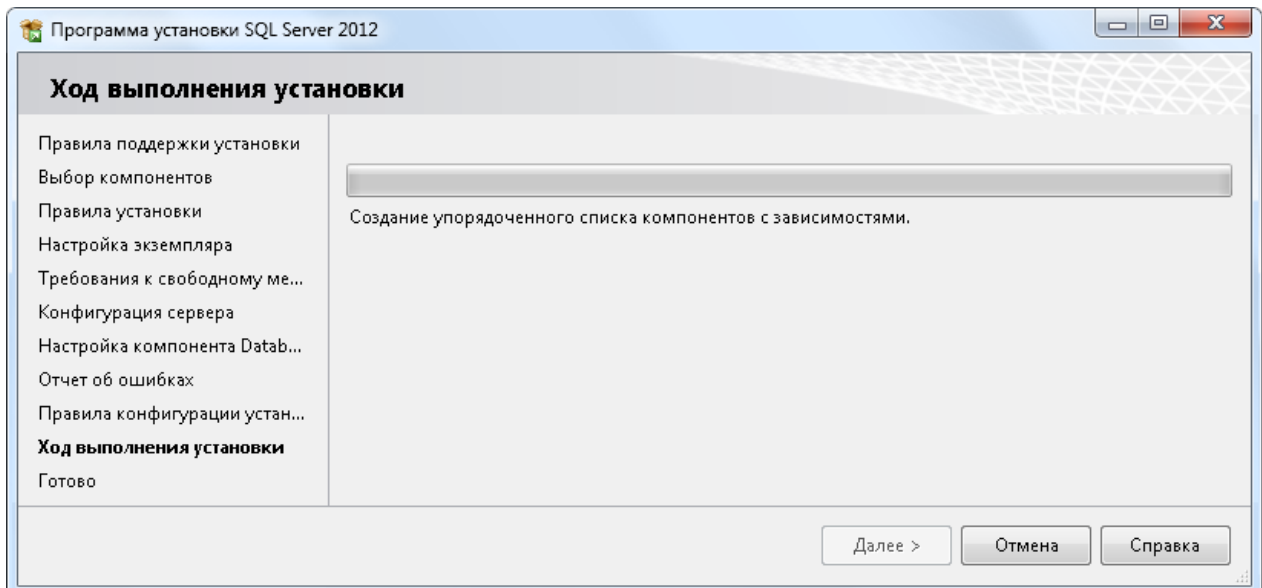 Программа установки SQL Server 2012
Ход выполнения установки
Правила поддержки установки
Выбор компонентов
Правила установки
Настройка экземпляра
Требования к свободному ме...
Конфигурация сервера
Настройка компонента Datab...
Отчет об ошибках
Правила конфигурации устан...
Ход выполнения установки
Готово
Создание упорядоченного списка компонентов с зависимостями.
Далее >
Отмена
Справка